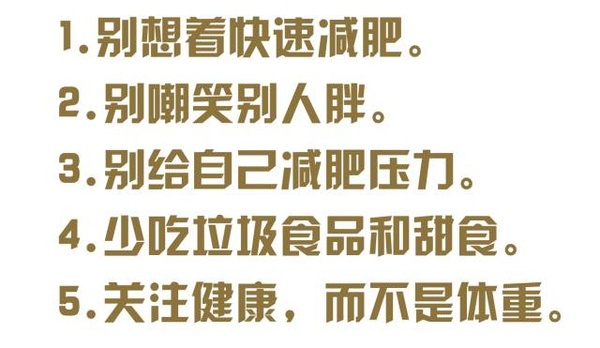 1.别想着快速减肥。
2.别嘲笑别人胖。
3.别给自己减肥压力。
4.少吃垃圾食品和甜食。
5.关注健康，而不是体重。